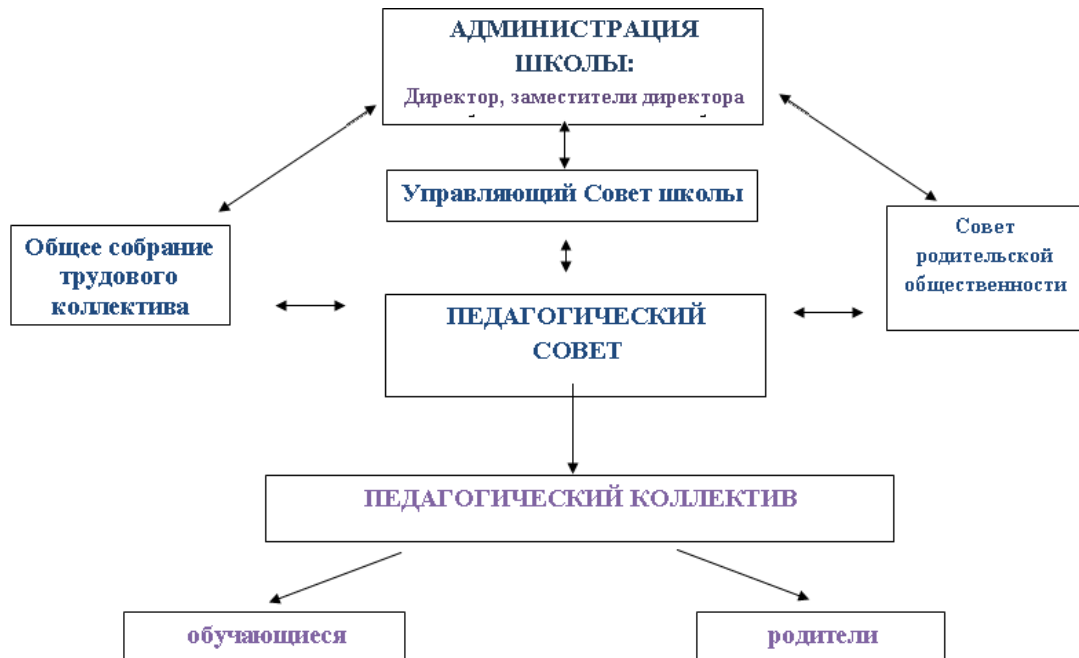 АДМИНИСТРАЦИЯ
ШКОЛЫ:
Директор, заместители директора
Управляющий Совет школы
Общее собрание
трудового
коллектива
Совет
родительской
общественности
ПЕДАГОГИЧЕСКИЙ
СОВЕТ
ПЕДАГОГИЧЕСКИЙ КОЛЛЕКТИВ
обучающиеся
родители